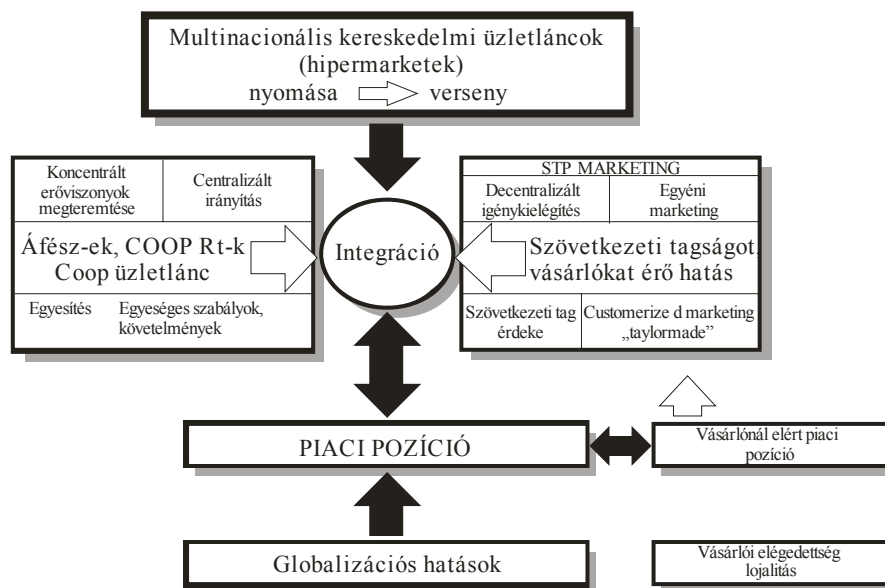 Multinacionális kereskedelmi üzletláncok
(hipermarketek)
nyomása verseny
Koncentrált
erőviszonyok
megteremtése
Centralizált
irányítás
Áfész-ek, COOP Rt-k
Coop üzletlánc
Egyesítés
Egyeséges szabályok,
követelmények
Integráció
STP MARKETING
Decentralizált
igénykielégítés
Egyéni
marketing
Szövetkezeti tagságot,
vásárlókat érő hatás
Szövetkezeti tag
érdeke
Customerize d marketing
„taylormade”
PIACI POZÍCIÓ
Vásárlónál elért piaci
pozíció
Globalizációs hatások
Vásárlói elégedettség
lojalitás